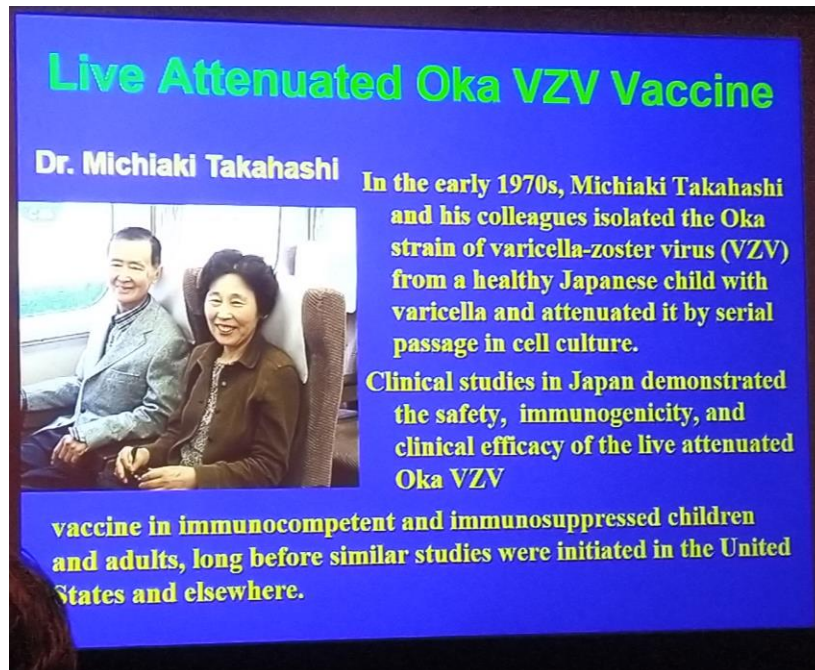 Live Attenuated Oka VZV Vaccine
Dr. Michiaki Takahashi
In the early 1970s, Michiaki Takahashi
and his colleagues isolated the Oka
strain of varicella-zoster virus (VZV)
from a healthy Japanese child with
varicella and attenuated it by serial
passage in cell culture.
Clinical studies in Japan demonstrated
the safety, immunogenicity, and
clinical efficacy of the live attenuated
Oka VZV
vaccine in immunocompetent and immunosuppressed children
and adults, long before similar studies were initiated in the United
States and elsewhere.